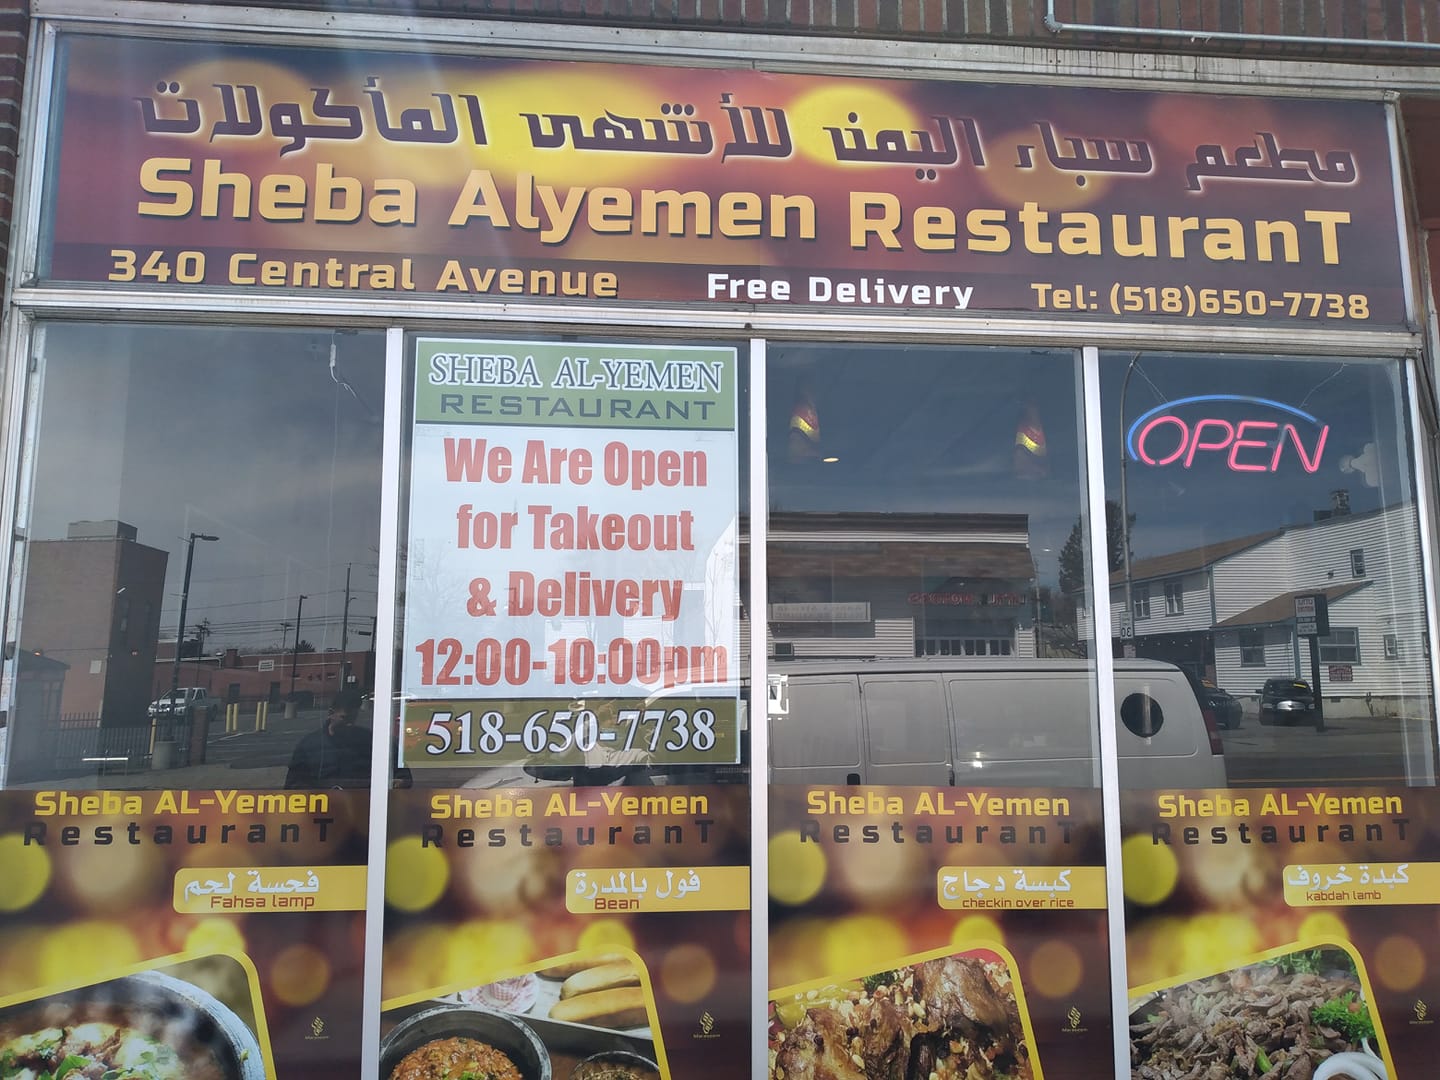 مطعم سباء اليمن للأشهى المأكولات
Sheba Alyemen RestauranT
340 Central Avenue Free Delivery Tel: (518)650-7738
SHEBA AL-YEMEN
RESTAURANT
We Are Open
for Takeout
& Delivery
12:00-10:00pm
518-650-7738
OPEN
Sheba AL-Yemen
RestauranT
فحسة لحم
Fahsa lamp
Sheba AL-Yemen
RestauranT
فول بالمدرة
Bean
Sheba AL-Yemen
RestauranT
كبسة دجاج
checkin over rice
Sheba AL-Yemen
RestauranT
كبدة خروف
kabdah lamb